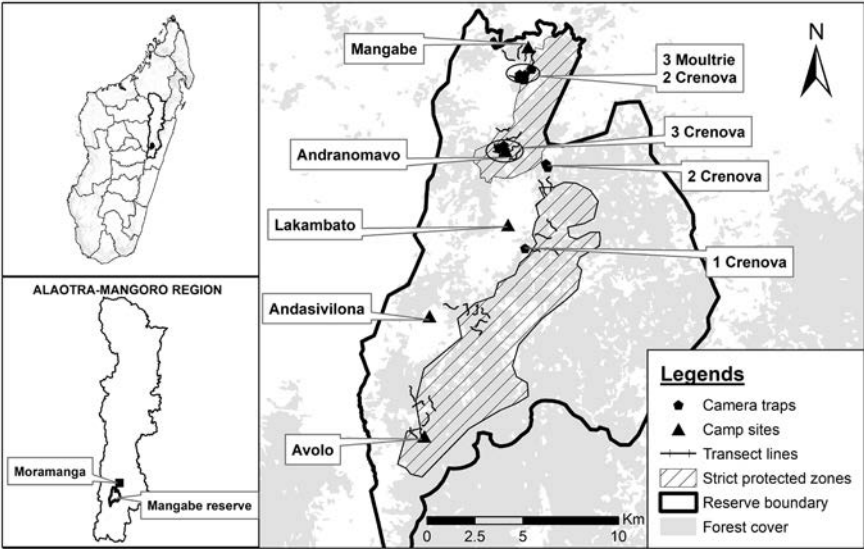 ALAOTRA-MANGORO REGION
Moramanga
Mangabe reserve
Mangabe
3 Moultrie
2 Crenova
N
Andranomavo
3 Crenova
2 Crenova
Lakambato
1 Crenova
Andasivilona
Avolo
Km
0 2.5 5 10
Legends
Camera traps
Camp sites
Transect lines
Strict protected zones
Reserve boundary
Forest cover